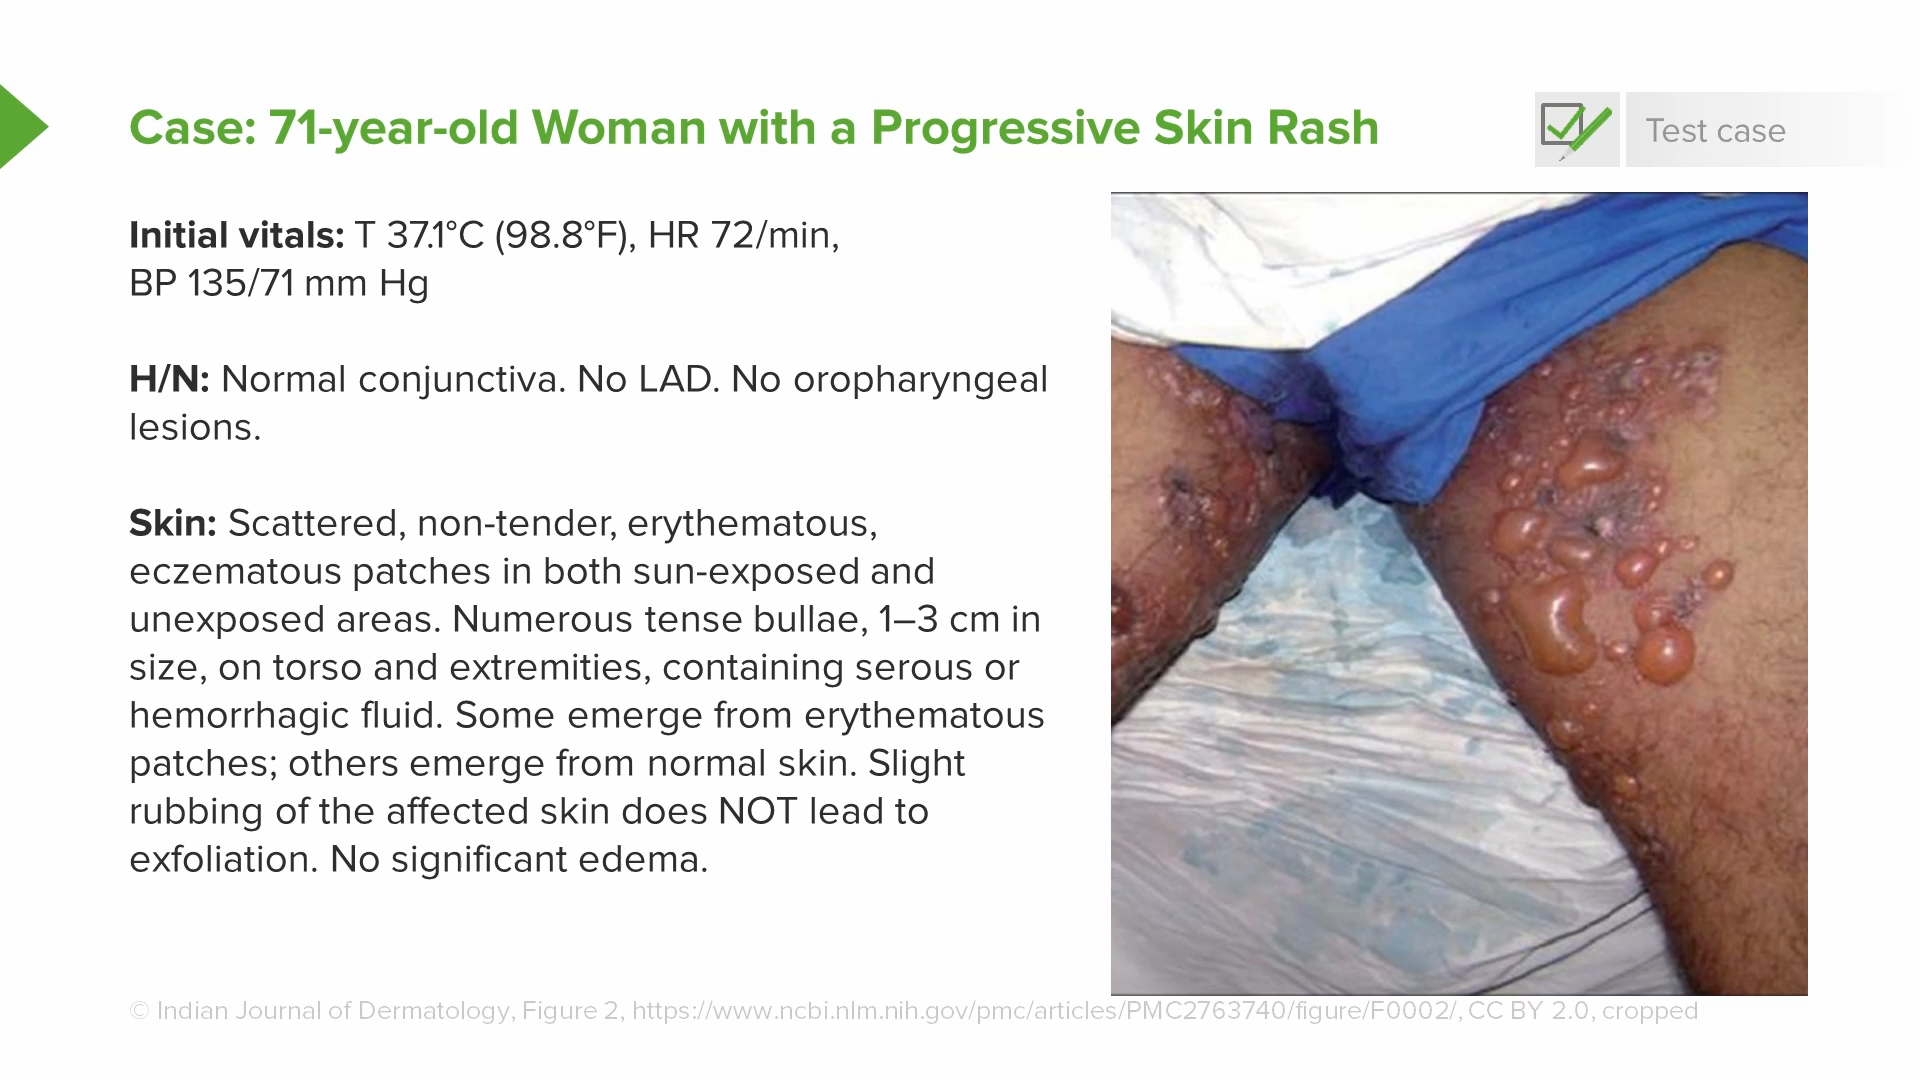 Case: 71-year-old Woman with a Progressive Skin Rash
Test case
Initial vitals: T 37.1°C (98.8°F), HR 72/min,
BP 135/71 mm Hg
H/N: Normal conjunctiva. No LAD. No oropharyngeal
lesions.
Skin: Scattered, non-tender, erythematous,
eczematous patches in both sun-exposed and
unexposed areas. Numerous tense bullae, 1–3 cm in
size, on torso and extremities, containing serous or
hemorrhagic fluid. Some emerge from erythematous
patches; others emerge from normal skin. Slight
rubbing of the affected skin does NOT lead to
exfoliation. No significant edema.
© Indian Journal of Dermatology, Figure 2, https://www.ncbi.nlm.nih.gov/pmc/articles/PMC2763740/figure/F0002/, CC BY 2.0, cropped